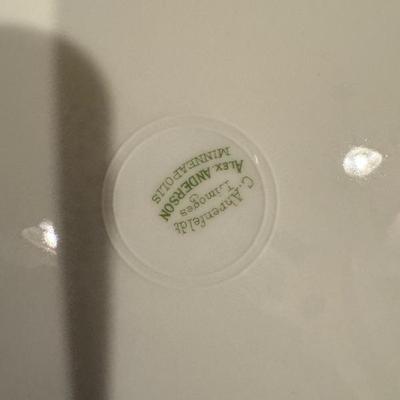 C. Ahrenfeldt
Limoges
ALEX. ANDERSON
MINNEAPOLIS